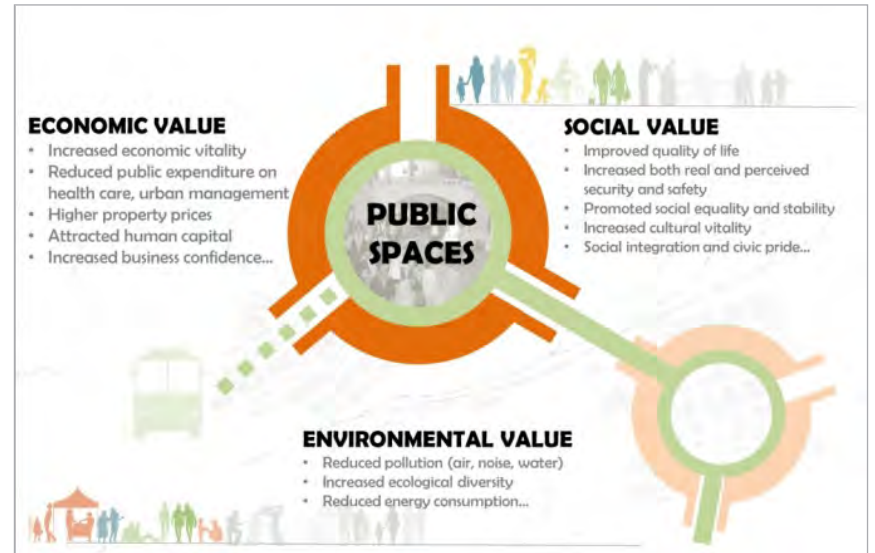 ECONOMIC VALUE
• Increased economic vitality
• Reduced public expenditure on
health care, urban management
• Higher property prices
• Attracted human capital
• Increased business confidence...
PUBLIC
SPACES
SOCIAL VALUE
• Improved quality of life
• Increased both real and perceived
security and safety
• Promoted social equality and stability
• Increased cultural vitality
• Social integration and civic pride...
ENVIRONMENTAL VALUE
• Reduced pollution (air, noise, water)
• Increased ecological diversity
• Reduced energy consumption...